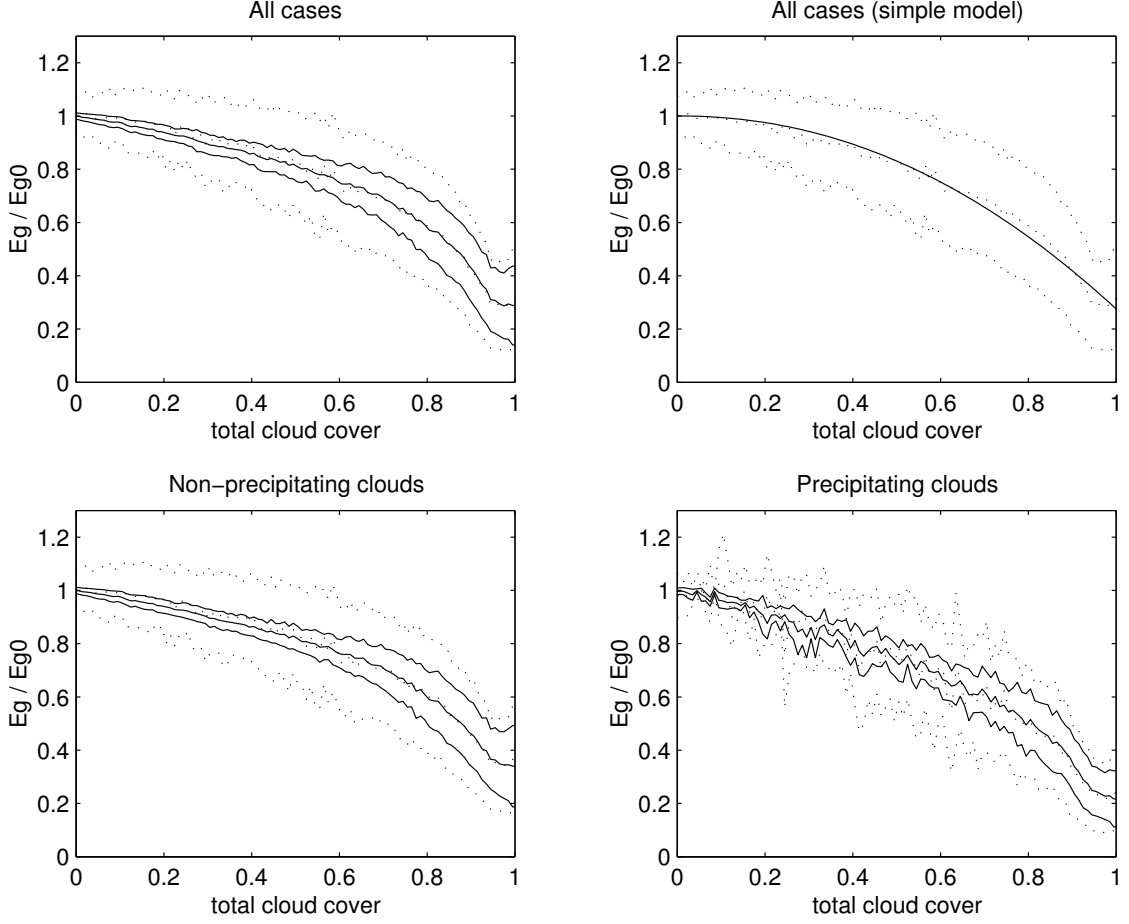 All cases
1.2
1
0.8
0.6
0.4
0.2
0
Eg / Eg0
0 0.2 0.4 0.6 0.8 1
total cloud cover
All cases (simple model)
1.2
1
0.8
0.6
0.4
0.2
0
Eg / Eg0
0 0.2 0.4 0.6 0.8 1
total cloud cover
Non−precipitating clouds
1.2
1
0.8
0.6
0.4
0.2
0
Eg / Eg0
0 0.2 0.4 0.6 0.8 1
total cloud cover
Precipitating clouds
1.2
1
0.8
0.6
0.4
0.2
0
Eg / Eg0
0 0.2 0.4 0.6 0.8 1
total cloud cover